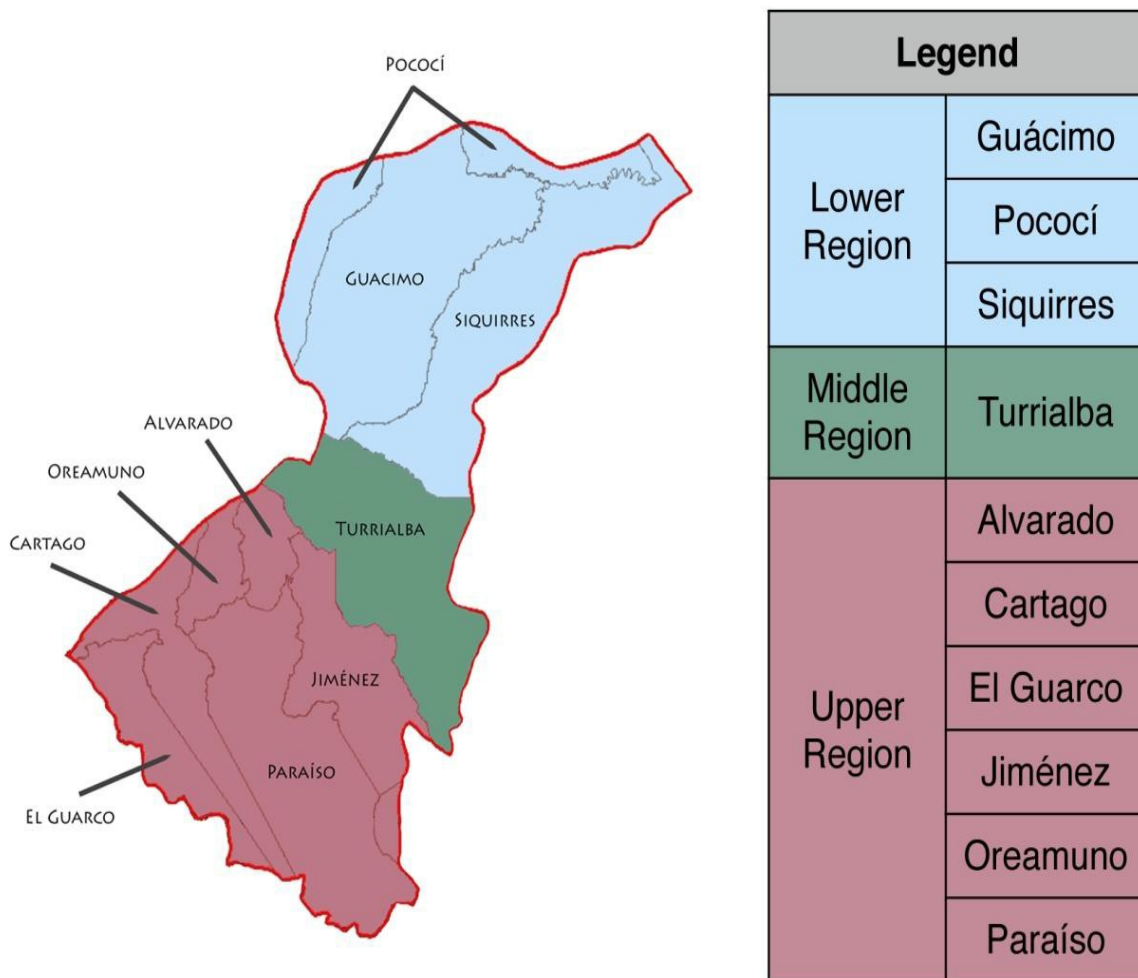 Pococí
Guacimo
Siquirres
Alvarado
Oreamuno
Cartago
Turrialba
Jiménez
Paraíso
El Guarco
Legend
Lower
Region
Guácimo
Pococí
Siquirres
Middle
Region
Turrialba
Upper
Region
Alvarado
Cartago
El Guarco
Jiménez
Oreamuno
Paraíso